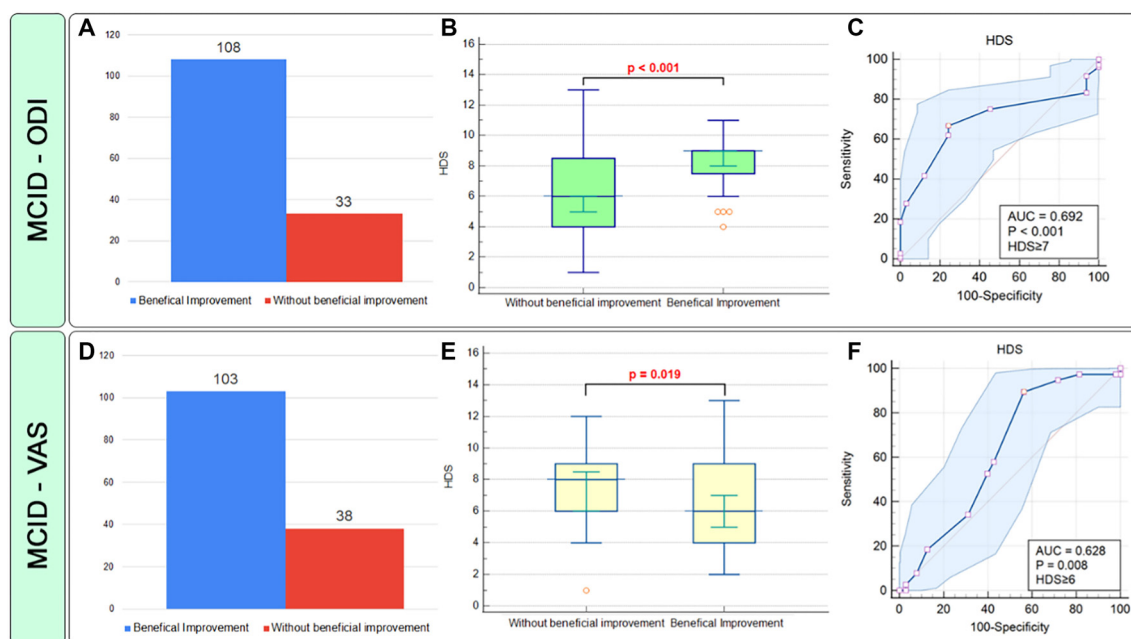 MCID - ODI
A
120
100
80
60
40
20
0
108
33
Benefical Improvement
Without beneficial improvement
B
16
14
12
10
8
6
4
2
0
HDS
p < 0.001
Without beneficial improvement
Benefical Improvement
C
HDS
100
80
60
40
20
0
Sensitivity
AUC = 0.692
P < 0.001
HDS≥7
0 20 40 60 80 100
100-Specificity
MCID - VAS
D
120
100
80
60
40
20
0
103
38
Benefical Improvement
Without beneficial improvement
E
16
14
12
10
8
6
4
2
0
HDS
p = 0.019
Without beneficial improvement
Benefical Improvement
F
HDS
100
80
60
40
20
0
Sensitivity
AUC = 0.628
P = 0.008
HDS≥6
0 20 40 60 80 100
100-Specificity